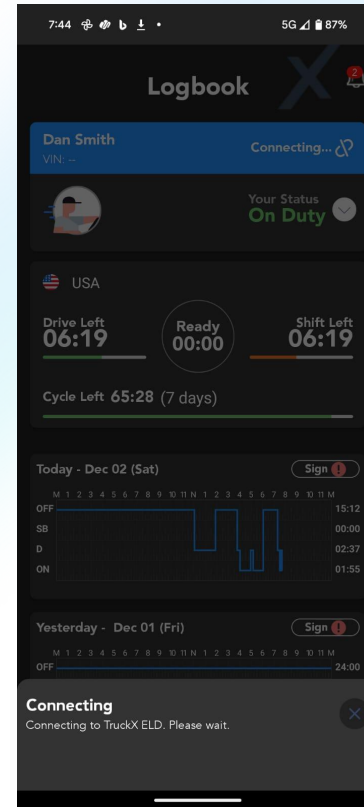 7:44 5G 87%
Logbook
2
Dan Smith
Connecting...
VIN: --
Your Status
On Duty
USA
Drive Left
06:19
Ready
00:00
Shift Left
06:19
Cycle Left 65:28 (7 days)
Today - Dec 02 (Sat)
Sign !
M 1 2 3 4 5 6 7 8 9 10 11 N 1 2 3 4 5 6 7 8 9 10 11 M
OFF 15:12
SB 00:00
D 02:37
ON 01:55
Yesterday - Dec 01 (Fri)
Sign !
M 1 2 3 4 5 6 7 8 9 10 11 N 1 2 3 4 5 6 7 8 9 10 11 M
OFF 24:00
Connecting
Connecting to TruckX ELD. Please wait.